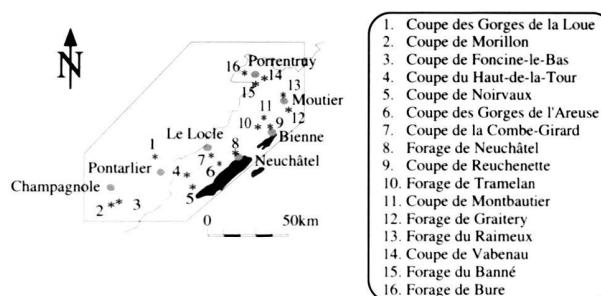 N
16
Porrentruy
14
15
13
Moutier
11
12
10
9
Bienne
1
Le Locle
8
7
Neuchâtel
Pontarlier
4
6
Champagnole
5
2
3
0
50km
1. Coupe des Gorges de la Loue
2. Coupe de Morillon
3. Coupe de Foncine-le-Bas
4. Coupe du Haut-de-la-Tour
5. Coupe de Noirvaux
6. Coupe des Gorges de l'Areuse
7. Coupe de la Combe-Girard
8. Forage de Neuchâtel
9. Coupe de Reuchenette
10. Forage de Tramelan
11. Coupe de Montbautier
12. Forage de Graitery
13. Forage du Raimeux
14. Coupe de Vabenau
15. Forage du Banné
16. Forage de Bure